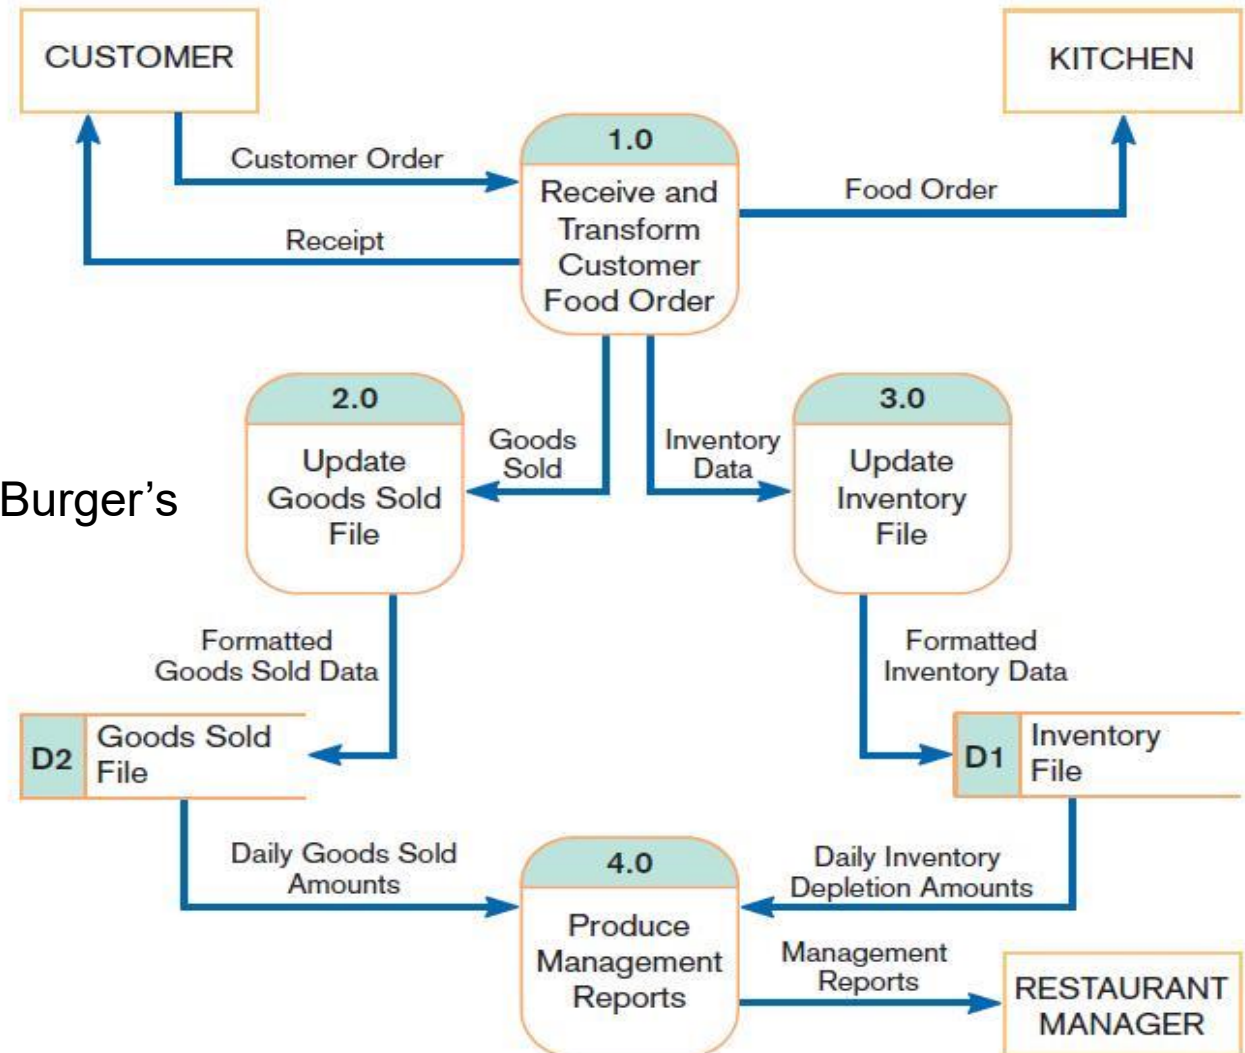 CUSTOMER
KITCHEN
1.0
Customer Order
Receive and
Transform
Customer
Food Order
Food Order
Receipt
2.0
3.0
Goods
Sold
Inventory
Data
Update
Goods Sold
File
Update
Inventory
File
Burger’s
Formatted
Goods Sold Data
Formatted
Inventory Data
D2
Goods Sold
File
D1
Inventory
File
Daily Goods Sold
Amounts
4.0
Daily Inventory
Depletion Amounts
Produce
Management
Reports
Management
Reports
RESTAURANT
MANAGER